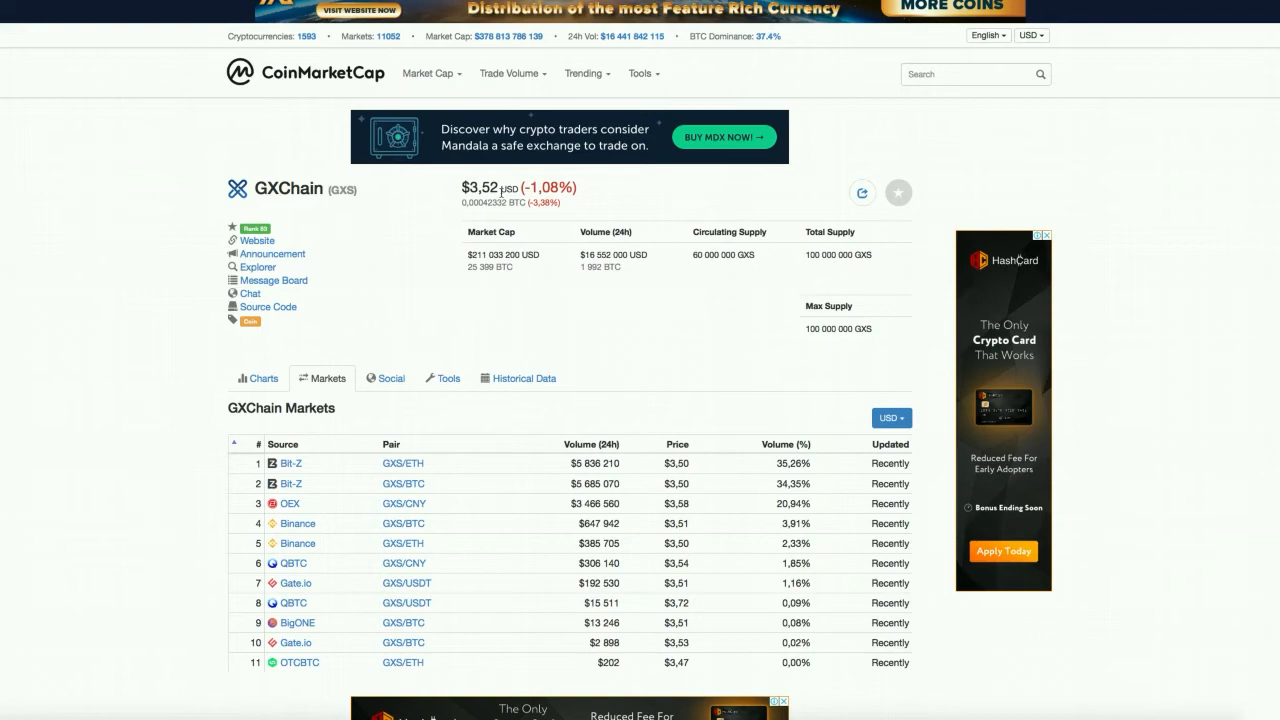 VISIT WEBSITE NOW
Distribution of the most Feature Rich Currency
MORE COINS
Cryptocurrencies: 1593 • Markets: 11052 • Market Cap: $378 813 786 139 • 24h Vol: $16 441 842 115 • BTC Dominance: 37.4%
English
USD
CoinMarketCap
Market Cap
Trade Volume
Trending
Tools
Search
Discover why crypto traders consider
Mandala a safe exchange to trade on.
BUY MDX NOW! →
GXChain (GXS)
$3,52 USD (-1,08%)
0,00042332 BTC (-3,38%)
Rank 69
Website
Announcement
Explorer
Message Board
Chat
Source Code
Coin
Market Cap Volume (24h) Circulating Supply Total Supply
$211 033 200 USD $16 552 000 USD 60 000 000 GXS 100 000 000 GXS
25 399 BTC 1 992 BTC
Max Supply
100 000 000 GXS
Charts Markets Social Tools Historical Data
GXChain Markets
USD
# Source Pair Volume (24h) Price Volume (%) Updated
1 Bit-Z GXS/ETH $5 836 210 $3,50 35,26% Recently
2 Bit-Z GXS/BTC $5 685 070 $3,50 34,35% Recently
3 OEX GXS/CNY $3 466 560 $3,58 20,94% Recently
4 Binance GXS/BTC $647 942 $3,51 3,91% Recently
5 Binance GXS/ETH $385 705 $3,50 2,33% Recently
6 QBTC GXS/CNY $306 140 $3,54 1,85% Recently
7 Gate.io GXS/USDT $192 530 $3,51 1,16% Recently
8 QBTC GXS/USDT $15 511 $3,72 0,09% Recently
9 BigONE GXS/BTC $13 246 $3,51 0,08% Recently
10 Gate.io GXS/BTC $2 898 $3,53 0,02% Recently
11 OTCBTC GXS/ETH $202 $3,47 0,00% Recently
HashCard
The Only
Crypto Card
That Works
Reduced Fee For
Early Adopters
Bonus Ending Soon
Apply Today
The Only
Reduced Fee For